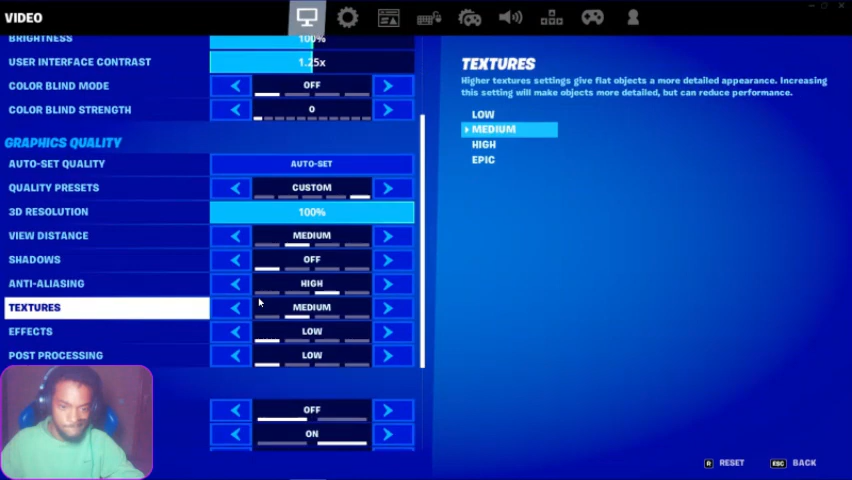 VIDEO
BRIGHTNESS 100%
USER INTERFACE CONTRAST 1.25x
COLOR BLIND MODE OFF
COLOR BLIND STRENGTH 0
GRAPHICS QUALITY
AUTO-SET QUALITY AUTO-SET
QUALITY PRESETS CUSTOM
3D RESOLUTION 100%
VIEW DISTANCE MEDIUM
SHADOWS OFF
ANTI-ALIASING HIGH
TEXTURES MEDIUM
EFFECTS LOW
POST PROCESSING LOW
OFF
ON
TEXTURES
Higher textures settings give flat objects a more detailed appearance. Increasing
this setting will make objects more detailed, but can reduce performance.
LOW
MEDIUM
HIGH
EPIC
R RESET ESC BACK